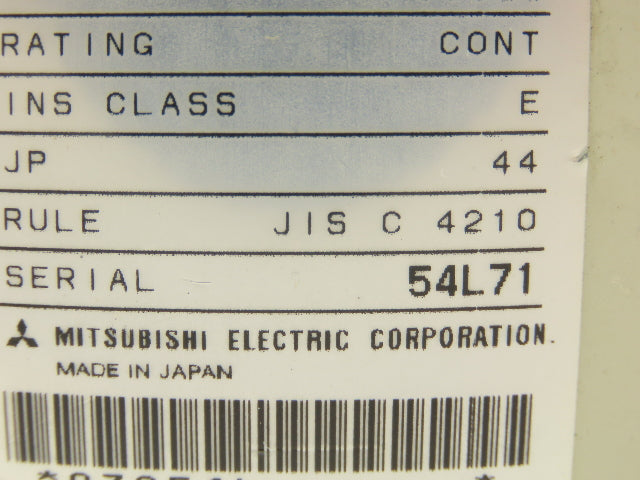 RATING CONT
INS CLASS E
JP 44
RULE JIS C 4210
SERIAL 54L71
MITSUBISHI ELECTRIC CORPORATION.
MADE IN JAPAN